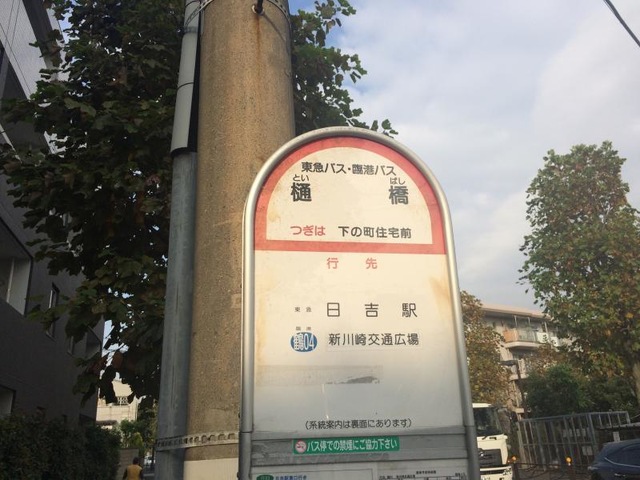 東急バス・臨港バス
とい ばし
樋 橋
つぎは 下の町住宅前
行先
東急 日吉駅
臨港 鶴04 新川崎交通広場
(系統案内は裏面にあります)
バス停での禁煙にご協力下さい